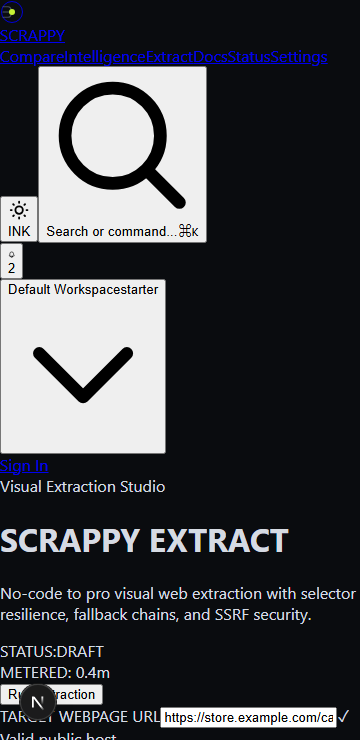 SCRAPPY
CompareIntelligenceExtractDocsStatusSettings
INK
Search or command...⌘K
2
Default Workspacestarter
Sign In
Visual Extraction Studio
SCRAPPY EXTRACT
No-code to pro visual web extraction with selector
resilience, fallback chains, and SSRF security.
STATUS:DRAFT
METERED: 0.4m
N
TARGET WEBPAGE URL https://store.example.com/ca ✓
Valid public host